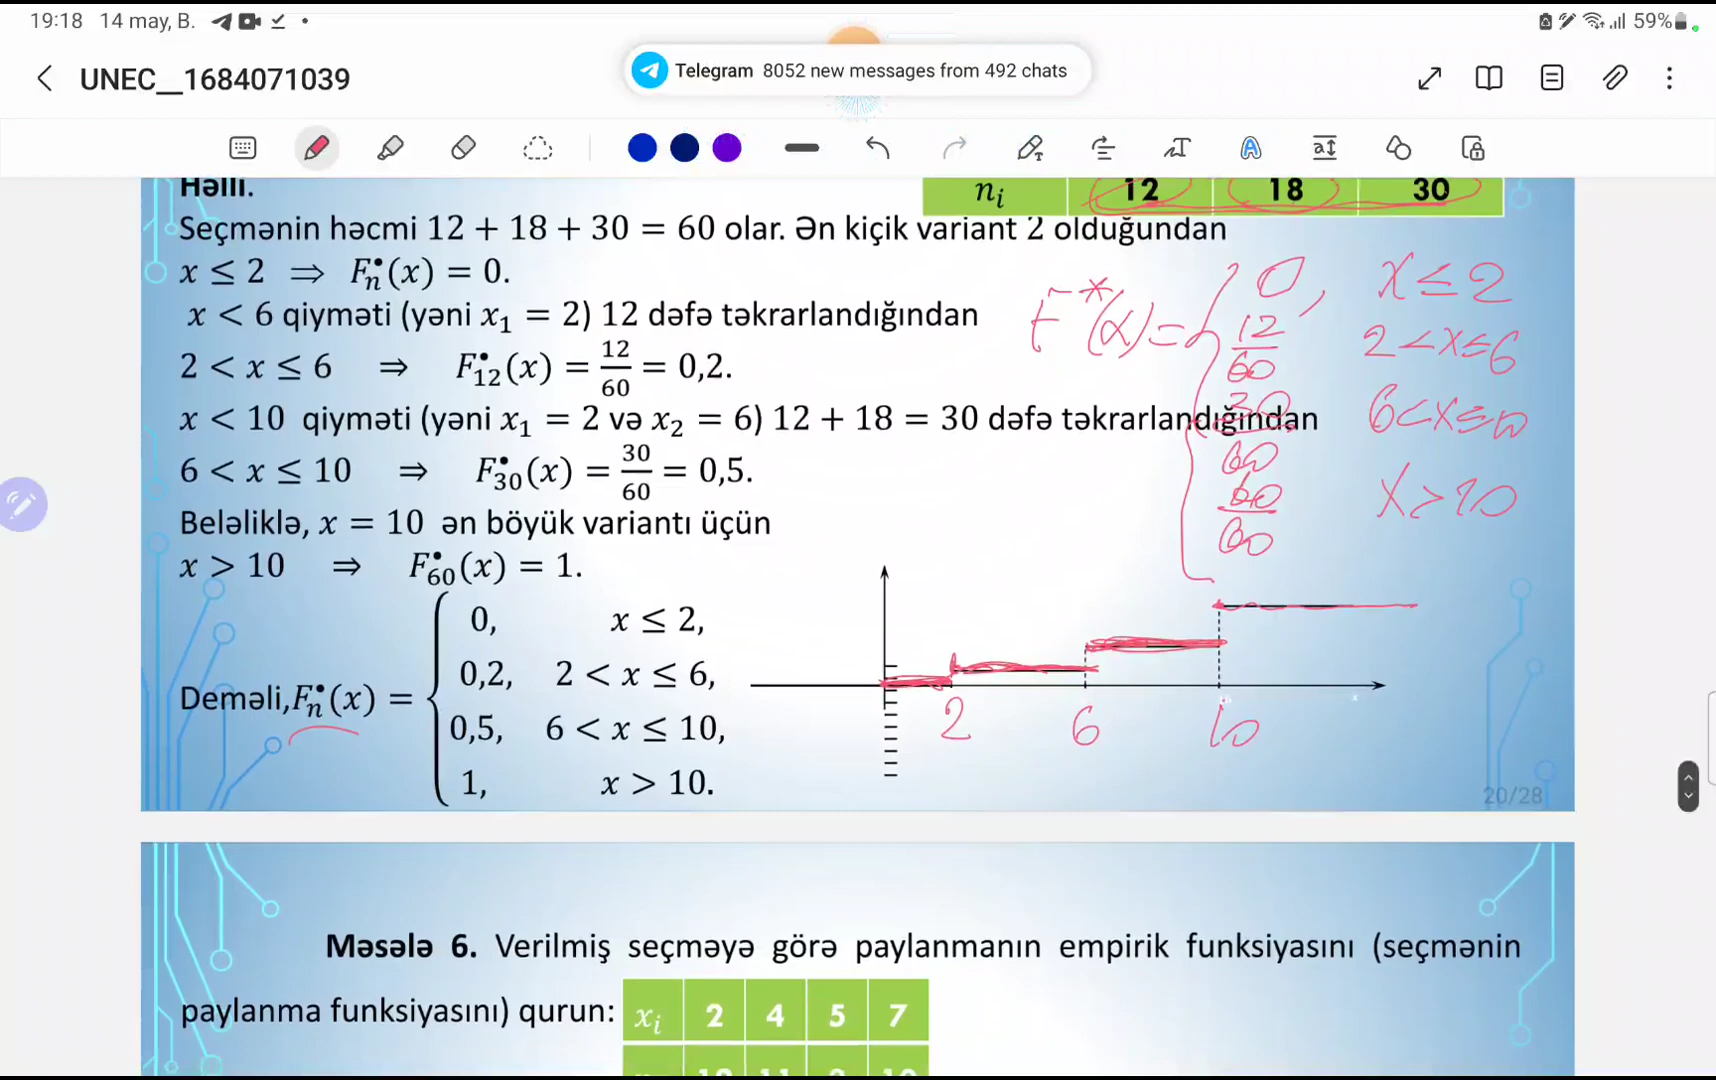 19:18 14 may, B.
59%
UNEC__1684071039
Telegram 8052 new messages from 492 chats
Həlli.
nᵢ 12 18 30
Seçmənin həcmi 12 + 18 + 30 = 60 olar. Ən kiçik variant 2 olduğundan
x ≤ 2 ⟹ Fₙ•(x) = 0.
x < 6 qiyməti (yəni x₁ = 2) 12 dəfə təkrarlandığından
2 < x ≤ 6 ⇒ F₁₂•(x) = 12/60 = 0,2.
x < 10 qiyməti (yəni x₁ = 2 və x₂ = 6) 12 + 18 = 30 dəfə təkrarlandığından
6 < x ≤ 10 ⇒ F₃₀•(x) = 30/60 = 0,5.
Beləliklə, x = 10 ən böyük variantı üçün
x > 10 ⇒ F₆₀•(x) = 1.
Deməli, Fₙ•(x) =
0, x ≤ 2,
0,2, 2 < x ≤ 6,
0,5, 6 < x ≤ 10,
1, x > 10.
F*(x) =
0, x ≤ 2
12/60 2 < x ≤ 6
30/60 6 < x ≤ 10
60/60 x > 10
2 6 10
x
20/28
Məsələ 6. Verilmiş seçməyə görə paylanmanın empirik funksiyasını (seçmənin
paylanma funksiyasını) qurun: xᵢ 2 4 5 7